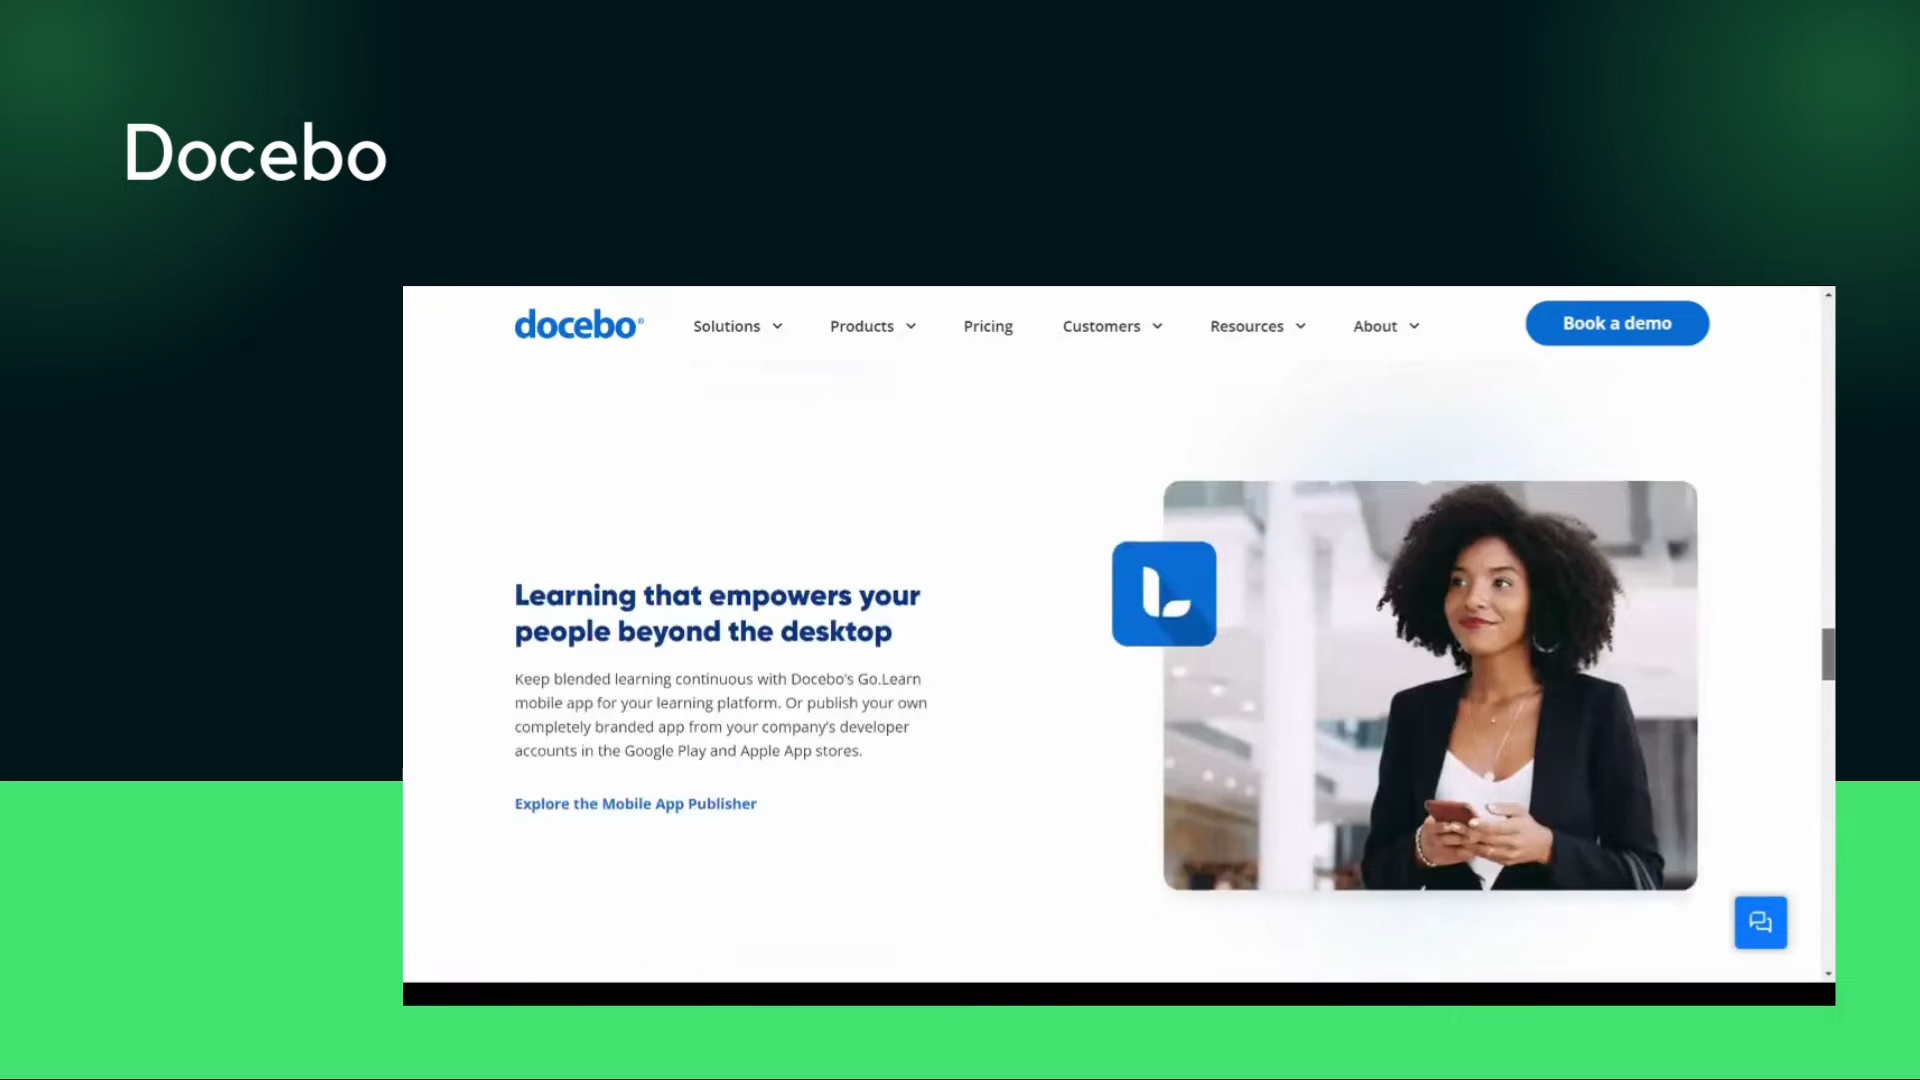 Docebo
docebo®
Solutions
Products
Pricing
Customers
Resources
About
Book a demo
Learning that empowers your
people beyond the desktop
Keep blended learning continuous with Docebo's Go.Learn
mobile app for your learning platform. Or publish your own
completely branded app from your company's developer
accounts in the Google Play and Apple App stores.
Explore the Mobile App Publisher